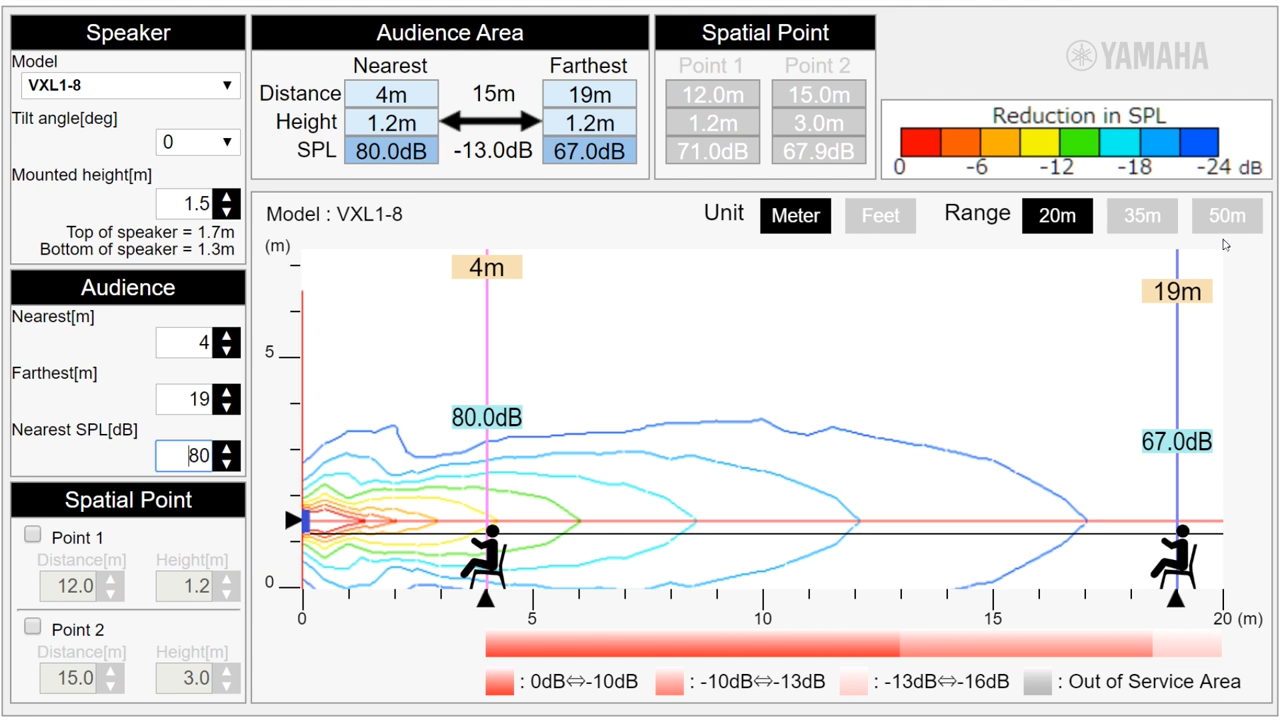 Speaker
Model
VXL1-8
Tilt angle[deg]
0
Mounted height[m]
1.5
Top of speaker = 1.7m
Bottom of speaker = 1.3m
Audience
Nearest[m]
4
Farthest[m]
19
Nearest SPL[dB]
80
Spatial Point
Point 1
Distance[m] Height[m]
12.0 1.2
Point 2
Distance[m] Height[m]
15.0 3.0
Audience Area
Nearest Farthest
Distance 4m 15m 19m
Height 1.2m 1.2m
SPL 80.0dB -13.0dB 67.0dB
Spatial Point
Point 1 Point 2
12.0m 15.0m
1.2m 3.0m
71.0dB 67.9dB
YAMAHA
Reduction in SPL
0 -6 -12 -18 -24 dB
Model : VXL1-8
Unit Meter Feet Range 20m 35m 50m
(m)
4m
19m
5
80.0dB
67.0dB
0
0 5 10 15 20 (m)
: 0dB⇔-10dB : -10dB⇔-13dB : -13dB⇔-16dB : Out of Service Area